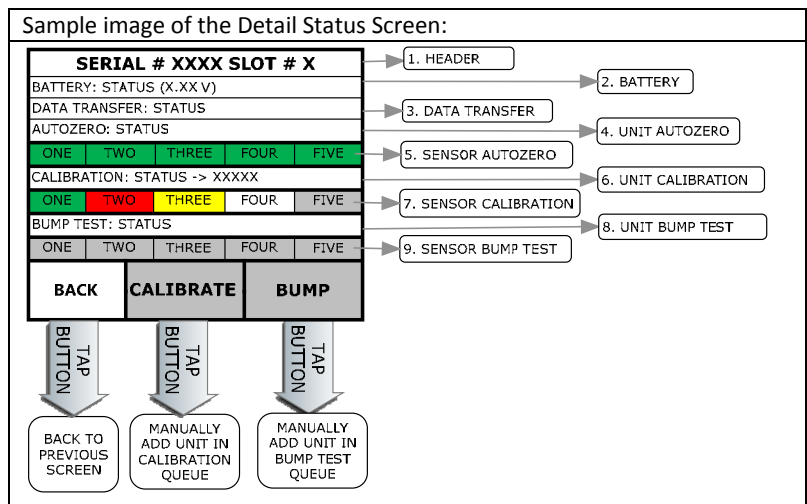 Sample image of the Detail Status Screen:
SERIAL # XXXX SLOT # X
1. HEADER
BATTERY: STATUS (X.XX V)
2. BATTERY
DATA TRANSFER: STATUS
3. DATA TRANSFER
AUTOZERO: STATUS
4. UNIT AUTOZERO
ONE TWO THREE FOUR FIVE
5. SENSOR AUTOZERO
CALIBRATION: STATUS -> XXXXX
6. UNIT CALIBRATION
ONE TWO THREE FOUR FIVE
7. SENSOR CALIBRATION
BUMP TEST: STATUS
8. UNIT BUMP TEST
ONE TWO THREE FOUR FIVE
9. SENSOR BUMP TEST
BACK CALIBRATE BUMP
TAP
BUTTON
TAP
BUTTON
TAP
BUTTON
BACK TO
PREVIOUS
SCREEN
MANUALLY
ADD UNIT IN
CALIBRATION
QUEUE
MANUALLY
ADD UNIT IN
BUMP TEST
QUEUE